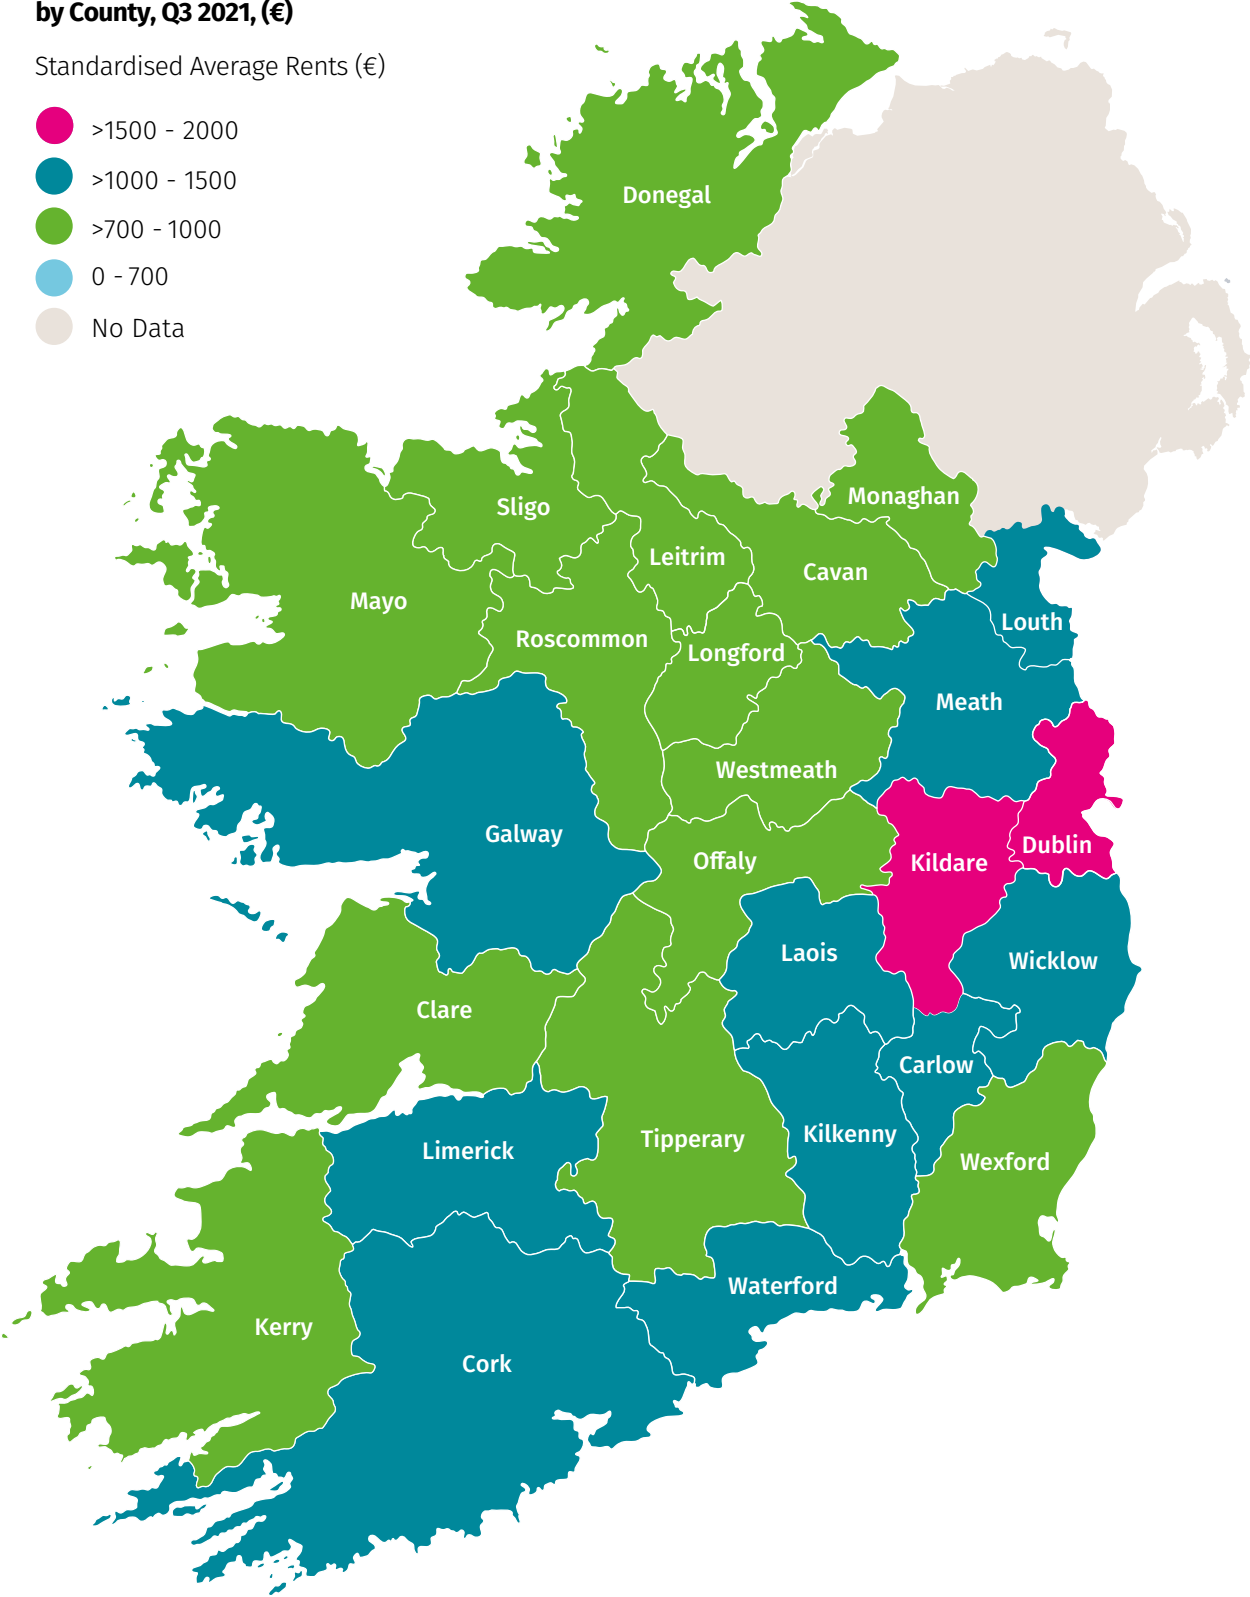 by County, Q3 2021, (€)
Standardised Average Rents (€)
>1500 - 2000
>1000 - 1500
>700 - 1000
0 - 700
No Data
Donegal
Monaghan
Sligo
Leitrim
Cavan
Mayo
Louth
Roscommon
Longford
Meath
Westmeath
Galway
Dublin
Offaly
Kildare
Laois
Wicklow
Clare
Carlow
Kilkenny
Tipperary
Limerick
Wexford
Waterford
Kerry
Cork